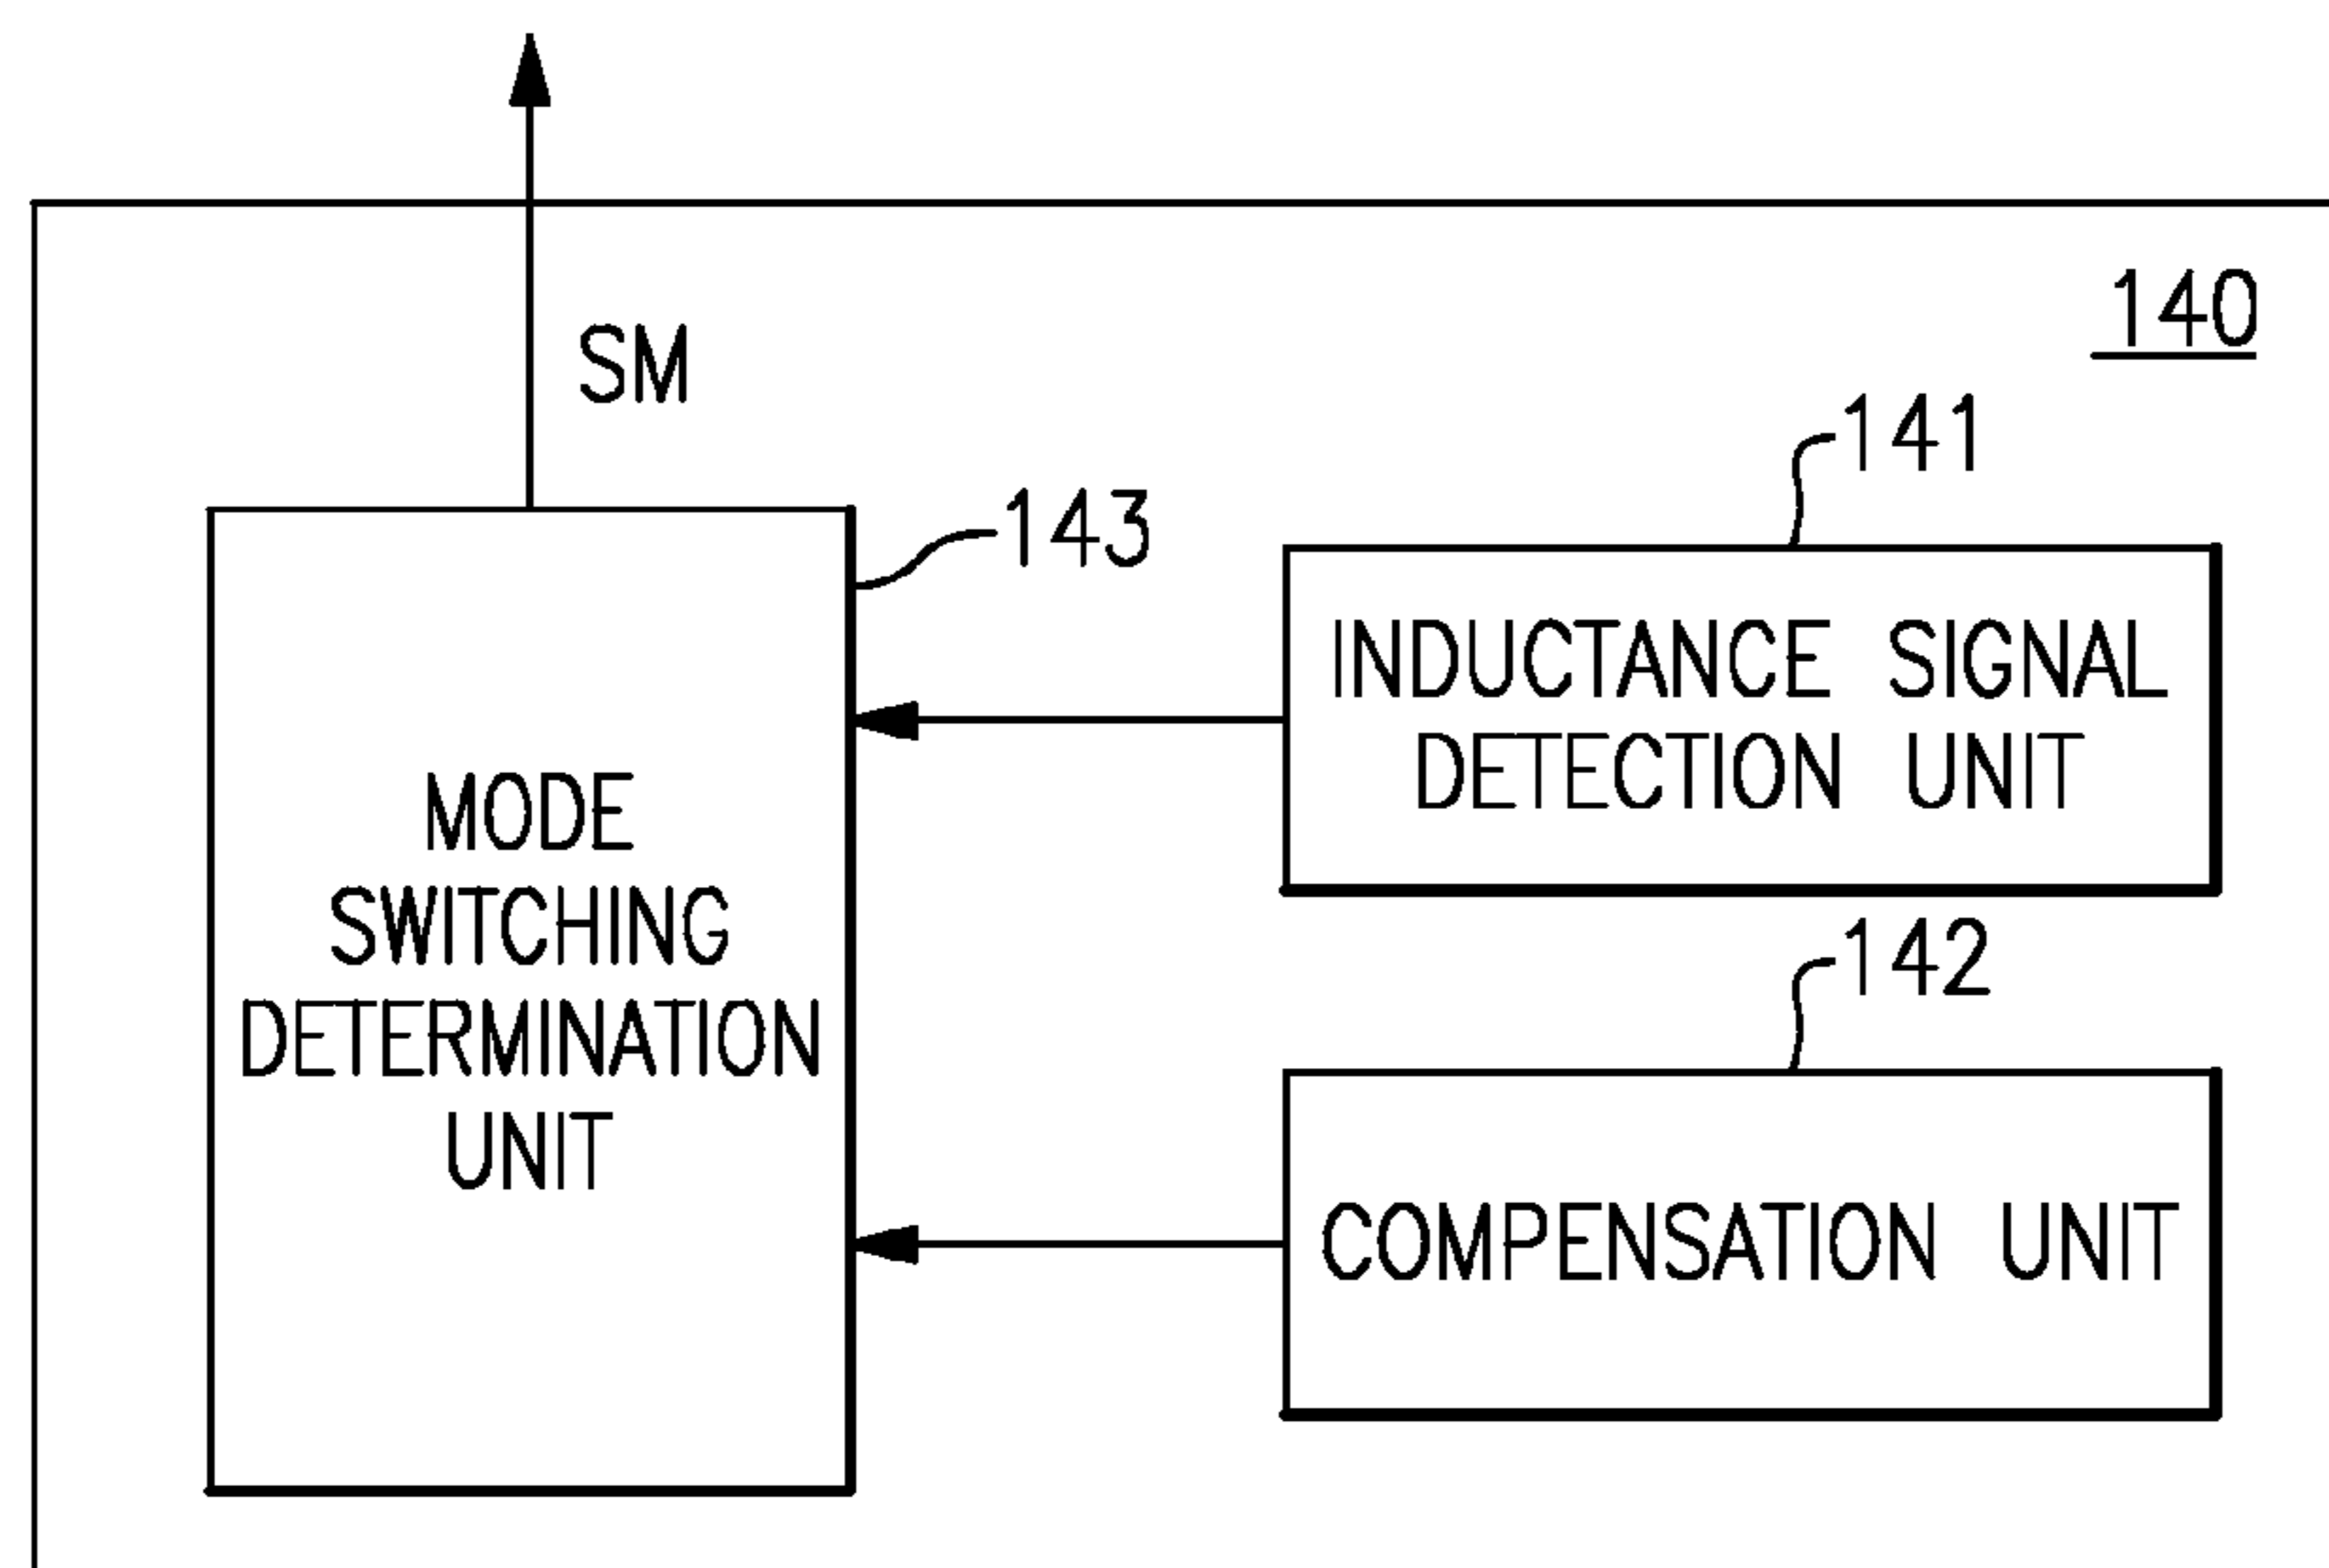 140
SM
141
143
INDUCTANCE SIGNAL
DETECTION UNIT
MODE
SWITCHING
DETERMINATION
UNIT
142
COMPENSATION UNIT